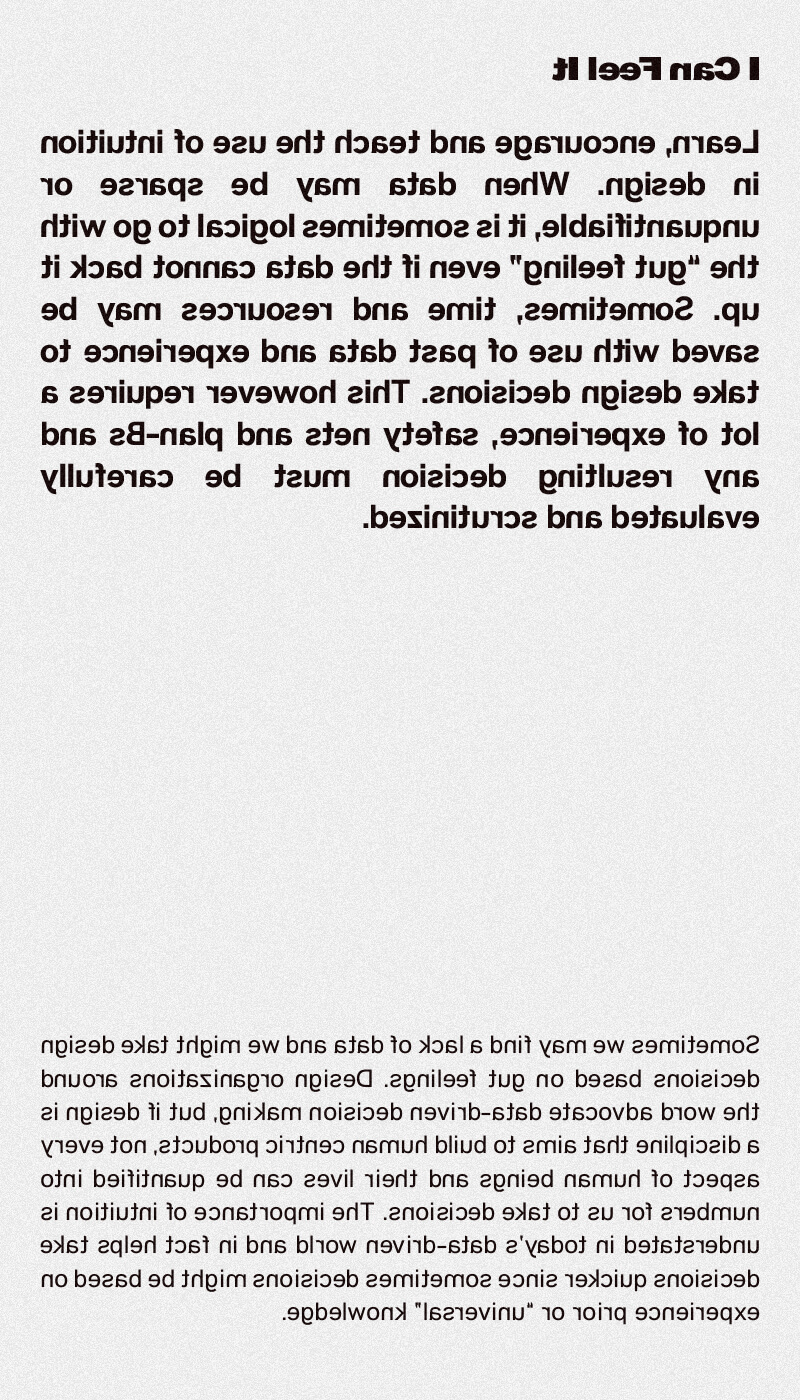 I Can Feel It
Learn, encourage and teach the use of intuition
in design. When data may be sparse or
unquantifiable, it is sometimes logical to go with
the “gut feeling” even if the data cannot back it
up. Sometimes, time and resources may be
saved with use of past data and experience to
take design decisions. This however requires a
lot of experience, safety nets and plan-Bs and
any resulting decision must be carefully
evaluated and scrutinized.
Sometimes we may find a lack of data and we might take design
decisions based on gut feelings. Design organizations around
the word advocate data-driven decision making, but if design is
a discipline that aims to build human centric products, not every
aspect of human beings and their lives can be quantified into
numbers for us to take decisions. The importance of intuition is
understated in today’s data-driven world and in fact helps take
decisions quicker since sometimes decisions might be based on
experience prior or “universal” knowledge.